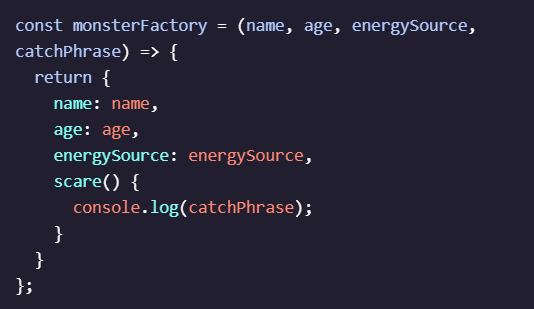 const monsterFactory = (name, age, energySource,
catchPhrase) => {
  return {
    name: name,
    age: age,
    energySource: energySource,
    scare() {
      console.log(catchPhrase);
    }
  }
};